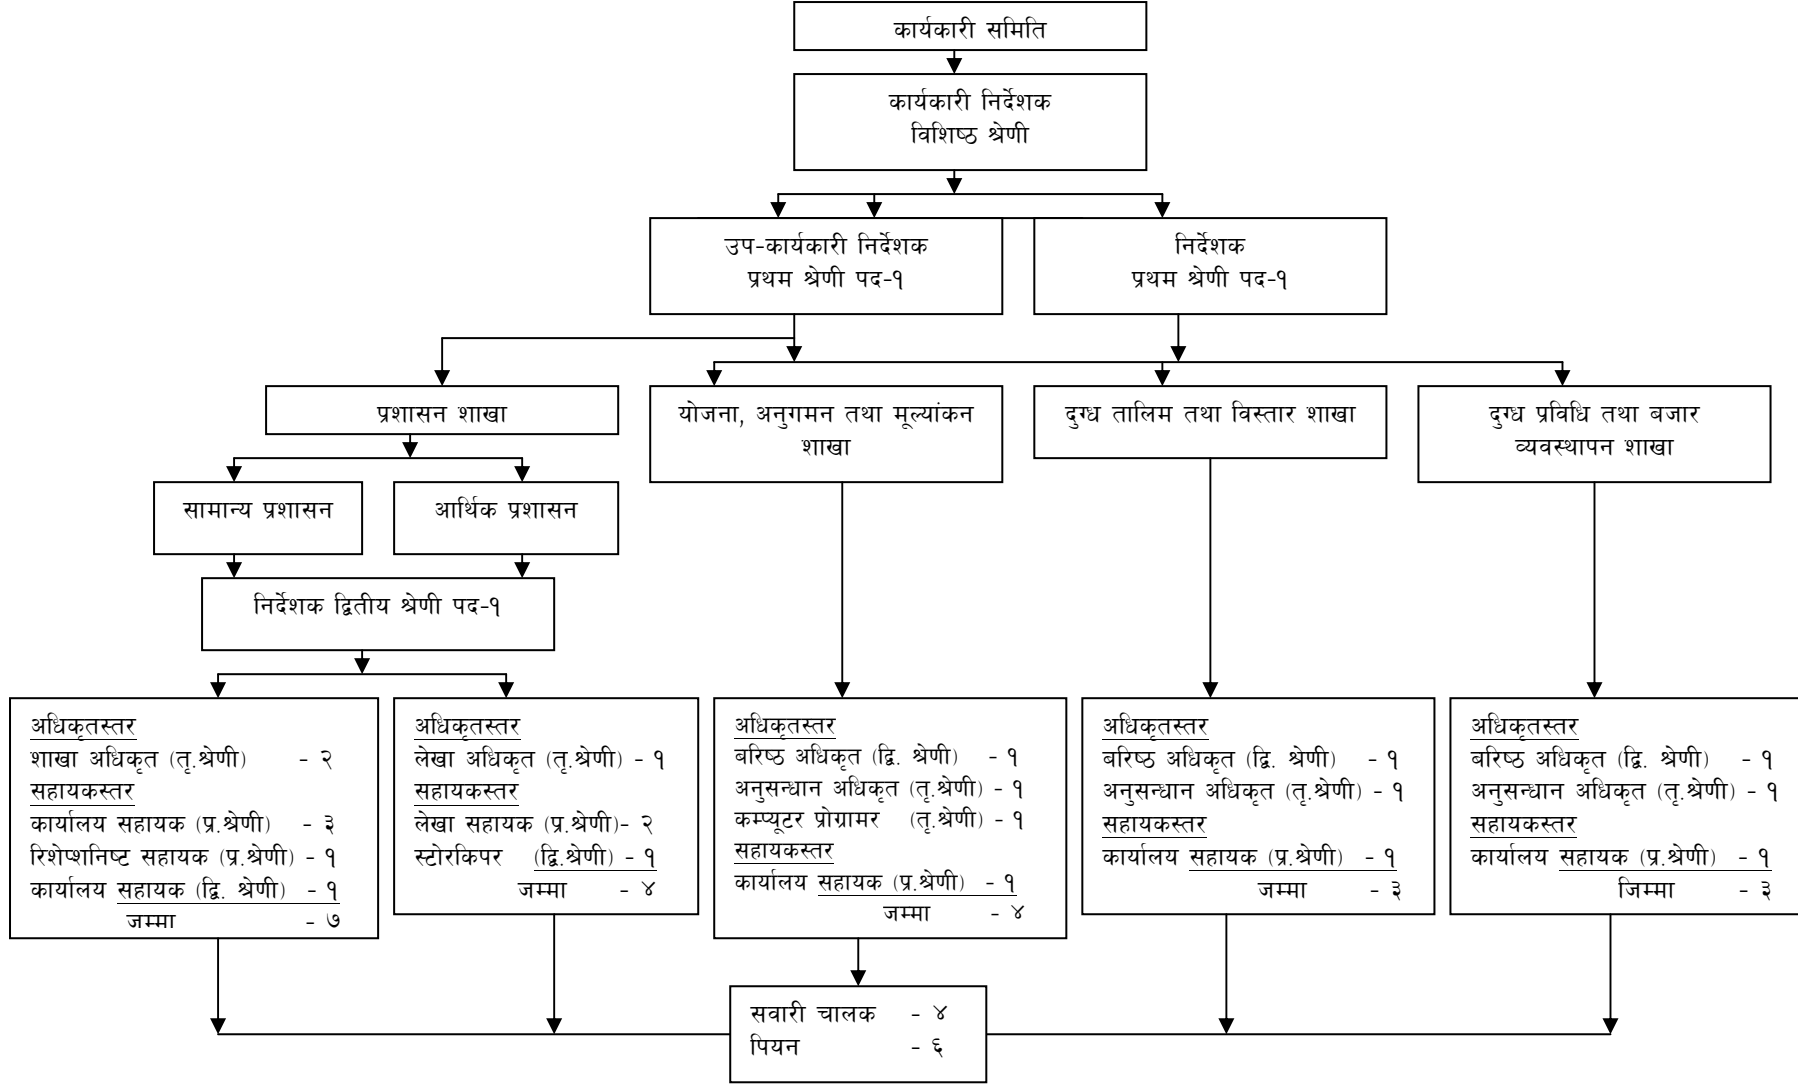 कार्यकारी समिति
कार्यकारी निर्देशक
विशिष्ठ श्रेणी
उप-कार्यकारी निर्देशक
प्रथम श्रेणी पद-१
निर्देशक
प्रथम श्रेणी पद-१
प्रशासन शाखा
योजना, अनुगमन तथा मूल्यांकन
शाखा
दुग्ध तालिम तथा विस्तार शाखा
दुग्ध प्रविधि तथा बजार
व्यवस्थापन शाखा
सामान्य प्रशासन
आर्थिक प्रशासन
निर्देशक द्वितीय श्रेणी पद-१
अधिकृतस्तर
शाखा अधिकृत (तृ.श्रेणी) - २
सहायकस्तर
कार्यालय सहायक (प्र.श्रेणी) - ३
रिशेप्शनिष्ट सहायक (प्र.श्रेणी) - १
कार्यालय सहायक (द्वि. श्रेणी) - १
जम्मा - ७
अधिकृतस्तर
लेखा अधिकृत (तृ.श्रेणी) - १
सहायकस्तर
लेखा सहायक (प्र.श्रेणी)- २
स्टोरकिपर (द्वि.श्रेणी) - १
जम्मा - ४
अधिकृतस्तर
बरिष्ठ अधिकृत (द्वि. श्रेणी) - १
अनुसन्धान अधिकृत (तृ.श्रेणी) - १
कम्प्यूटर प्रोग्रामर (तृ.श्रेणी) - १
सहायकस्तर
कार्यालय सहायक (प्र.श्रेणी) - १
जम्मा - ४
अधिकृतस्तर
बरिष्ठ अधिकृत (द्वि. श्रेणी) - १
अनुसन्धान अधिकृत (तृ.श्रेणी) - १
सहायकस्तर
कार्यालय सहायक (प्र.श्रेणी) - १
जम्मा - ३
अधिकृतस्तर
बरिष्ठ अधिकृत (द्वि. श्रेणी) - १
अनुसन्धान अधिकृत (तृ.श्रेणी) - १
सहायकस्तर
कार्यालय सहायक (प्र.श्रेणी) - १
जिम्मा - ३
सवारी चालक - ४
पियन - ६